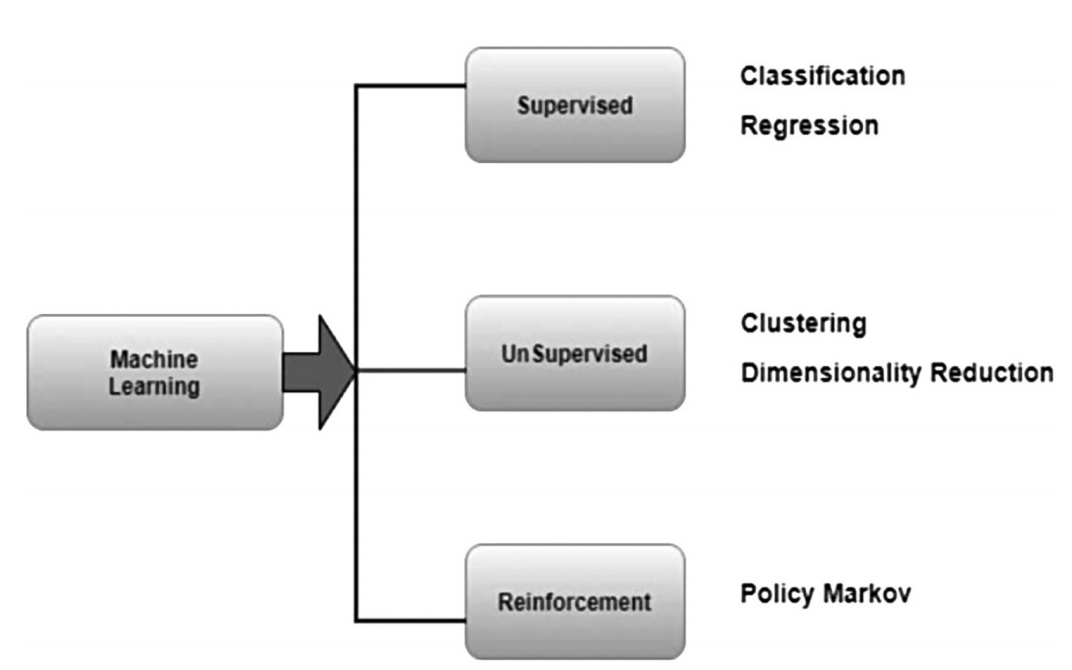 Machine
Learning
Supervised
Classification
Regression
UnSupervised
Clustering
Dimensionality Reduction
Reinforcement
Policy Markov